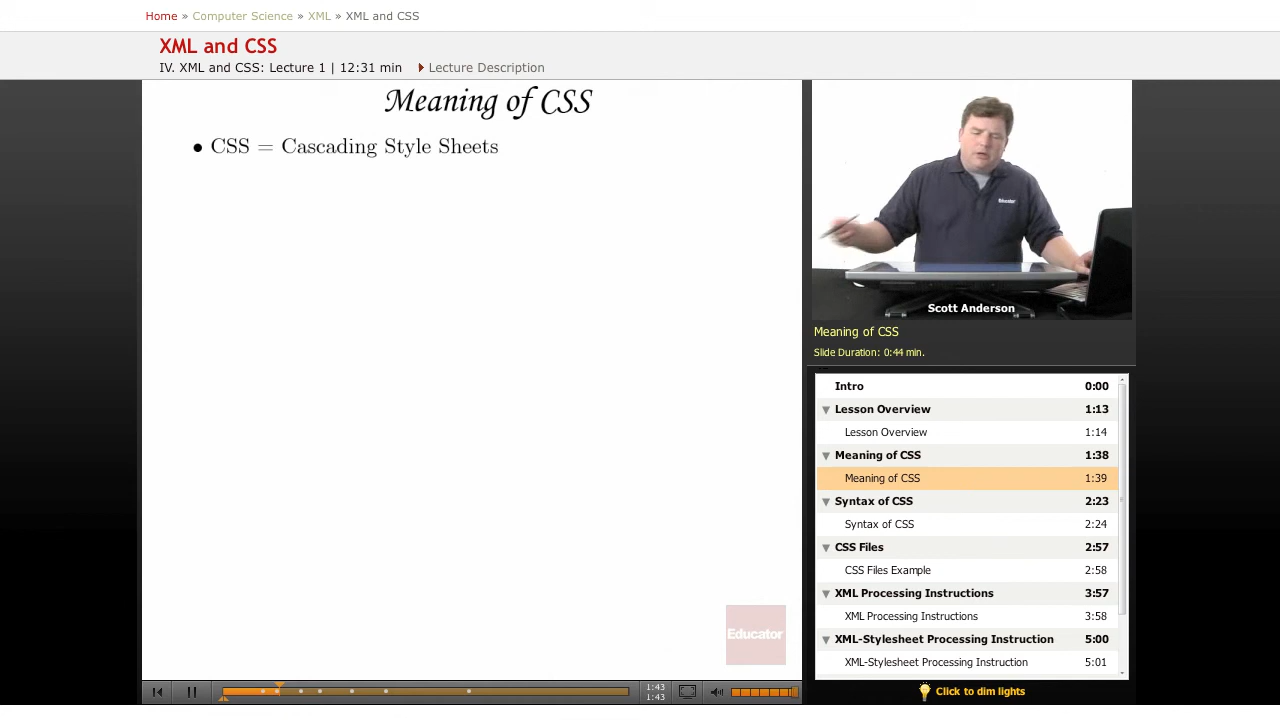 Home » Computer Science » XML » XML and CSS
XML and CSS
IV. XML and CSS: Lecture 1 | 12:31 min
Lecture Description
Meaning of CSS
• CSS = Cascading Style Sheets
Educator
Scott Anderson
Meaning of CSS
Slide Duration: 0:44 min.
Intro 0:00
Lesson Overview 1:13
Lesson Overview 1:14
Meaning of CSS 1:38
Meaning of CSS 1:39
Syntax of CSS 2:23
Syntax of CSS 2:24
CSS Files 2:57
CSS Files Example 2:58
XML Processing Instructions 3:57
XML Processing Instructions 3:58
XML-Stylesheet Processing Instruction 5:00
XML-Stylesheet Processing Instruction 5:01
Educator
1:43
1:43
Click to dim lights